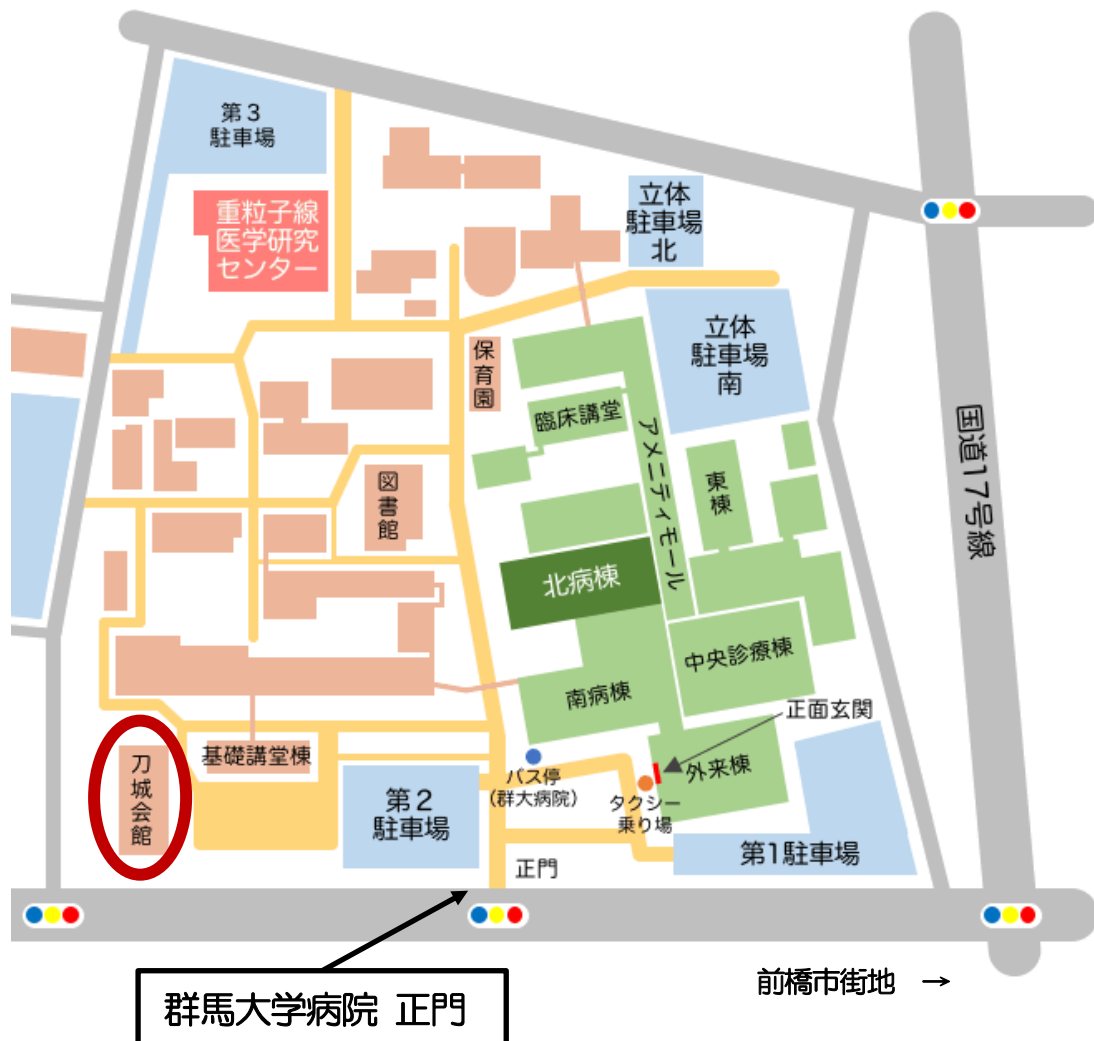 第３
駐車場
重粒子線
医学研究
センター
立体
駐車場
北
立体
駐車場
南
保育園
臨床講堂
アメニティモール
東棟
国道１７号線
図書館
北病棟
中央診療棟
南病棟
正面玄関
刀城会館
基礎講堂棟
第２
駐車場
バス停
（群大病院）
タクシー
乗り場
外来棟
第1駐車場
正門
前橋市街地　→
群馬大学病院 正門